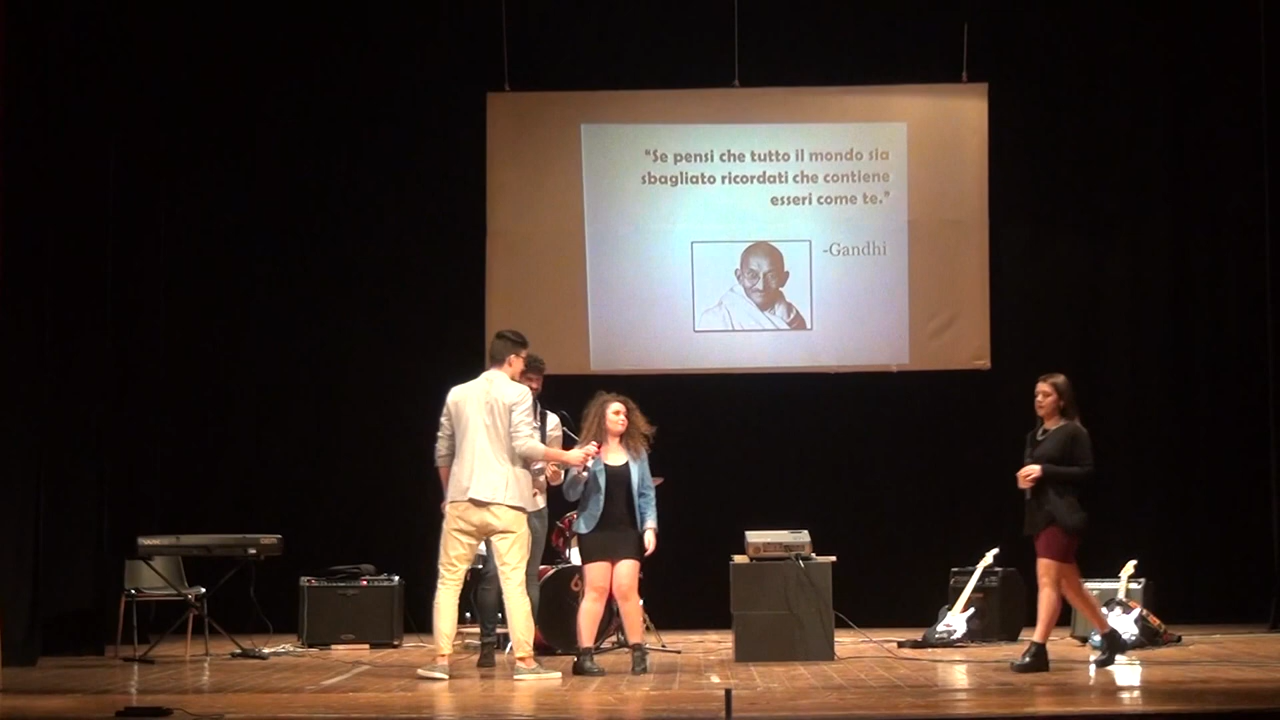 “Se pensi che tutto il mondo sia
sbagliato ricordati che contiene
esseri come te.”
-Gandhi